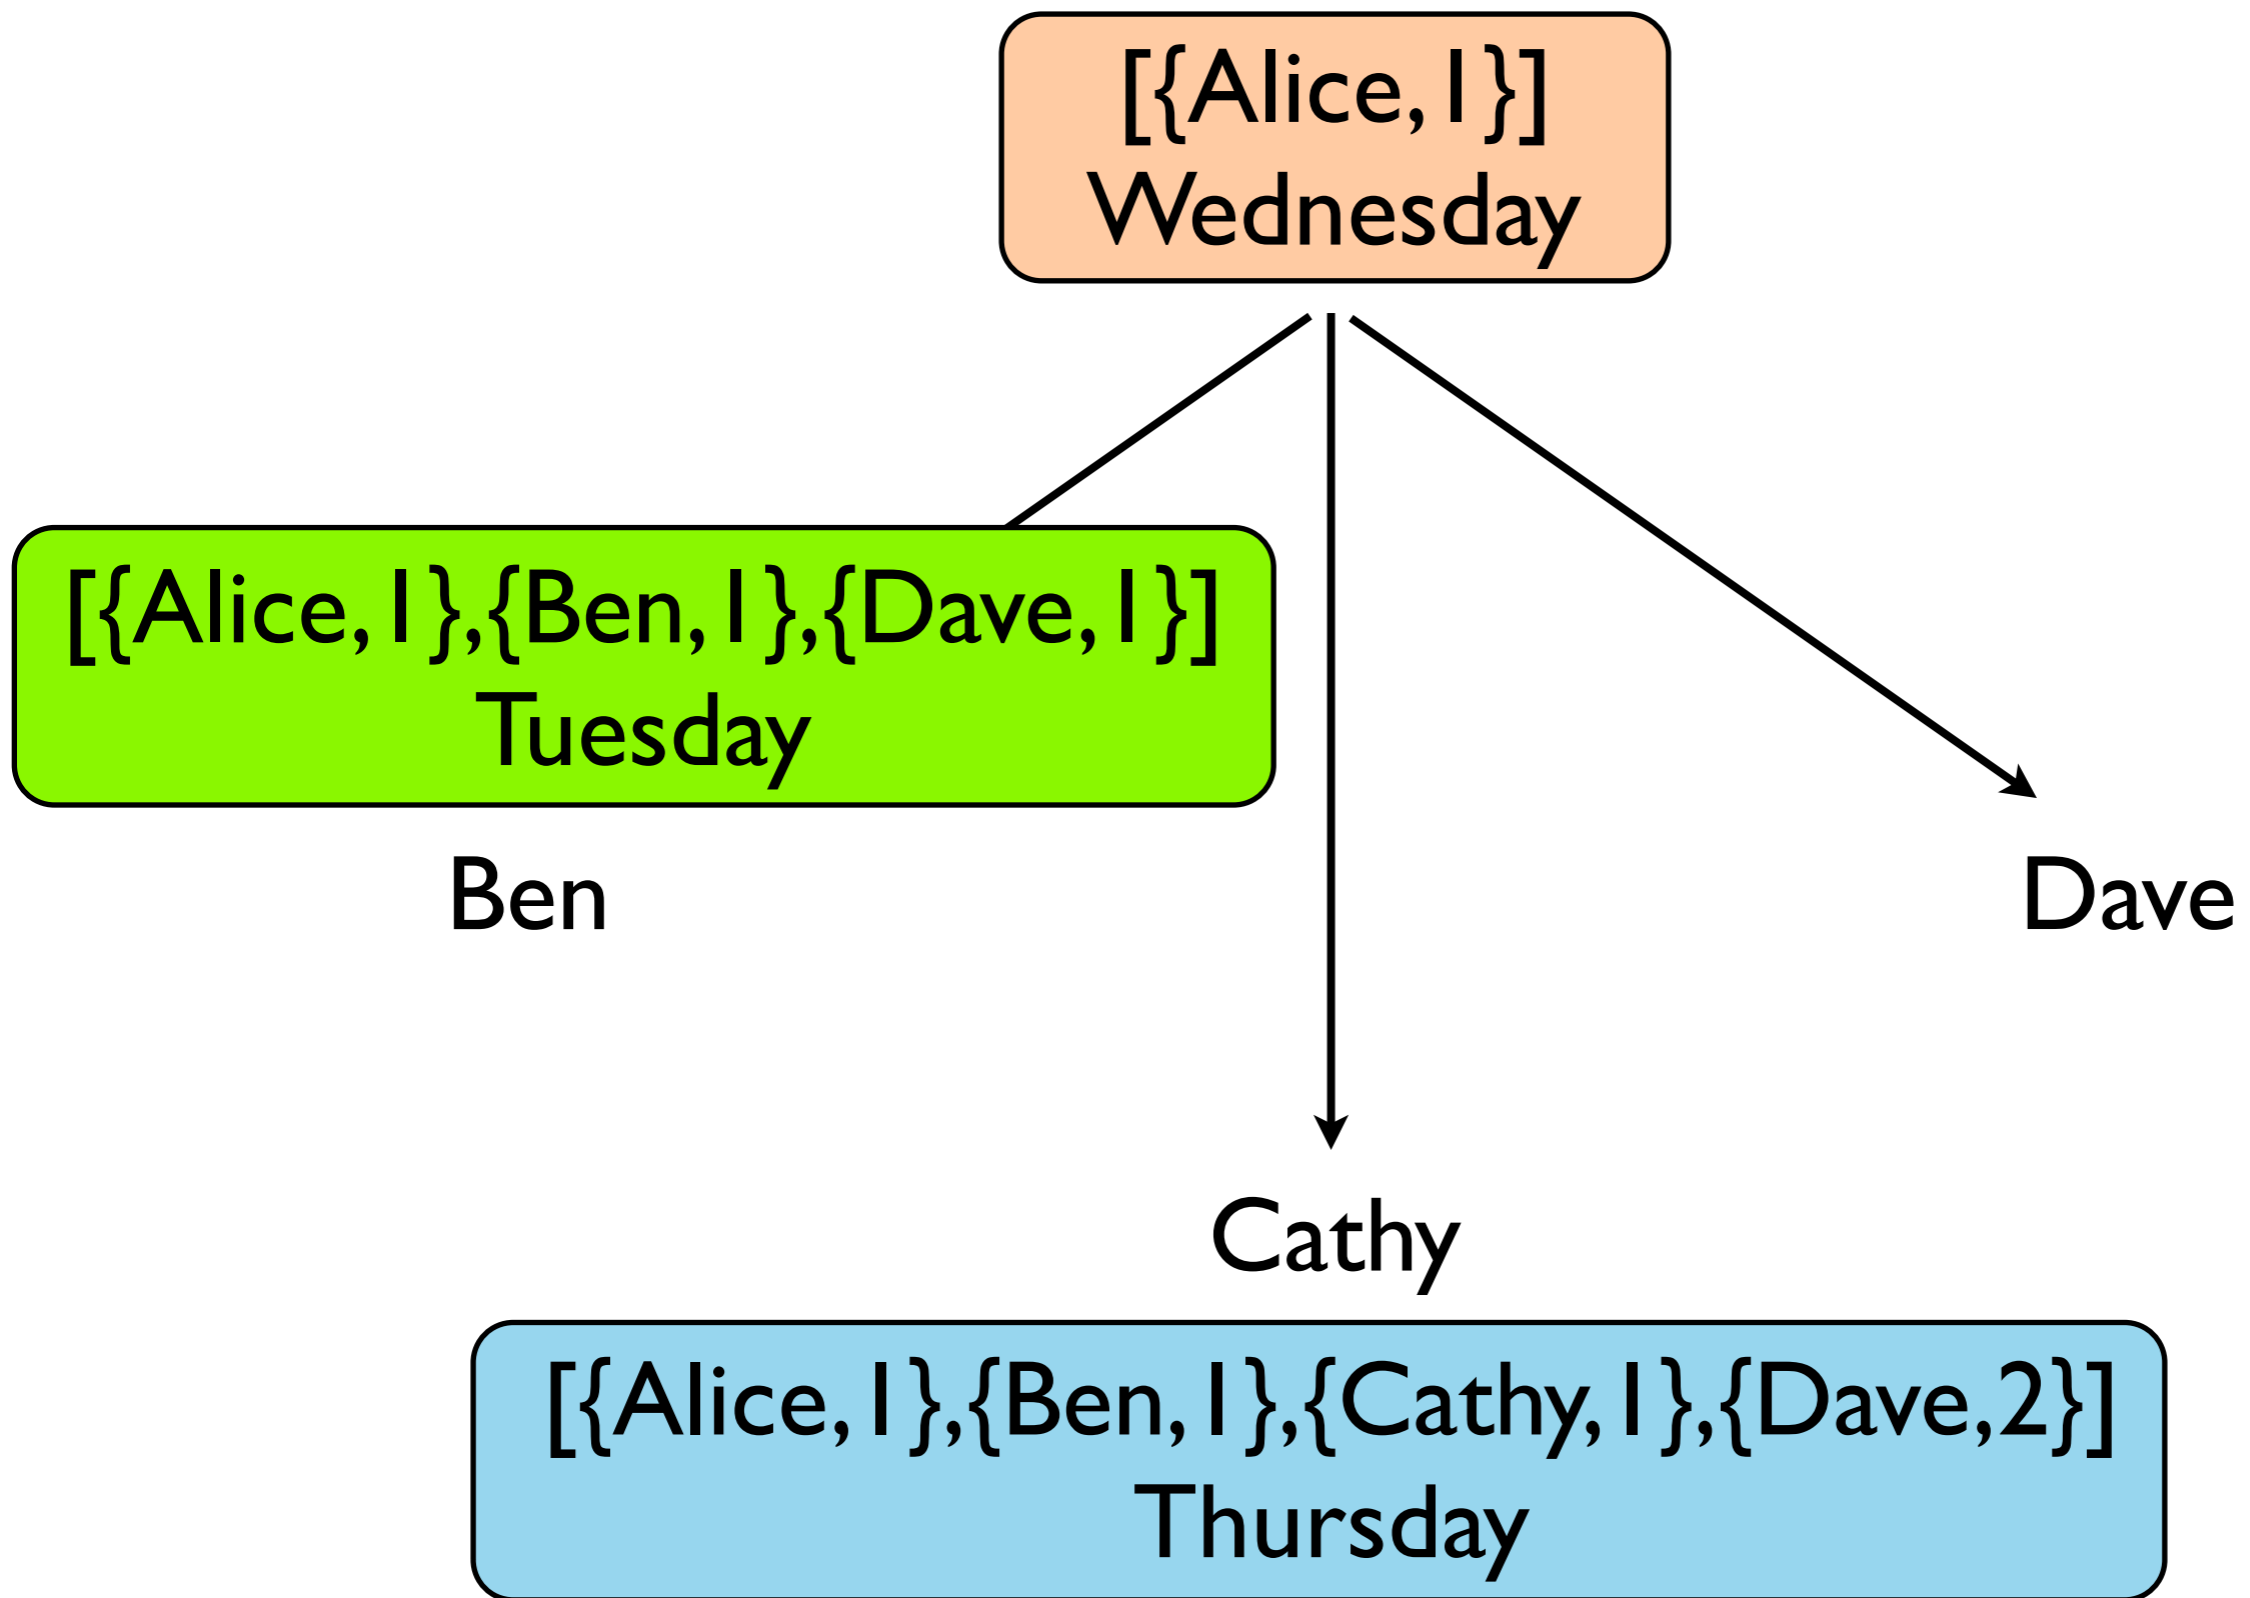 [{Alice,1}]
Wednesday
[{Alice,1},{Ben,1},{Dave,1}]
Tuesday
Ben
Dave
Cathy
[{Alice,1},{Ben,1},{Cathy,1},{Dave,2}]
Thursday